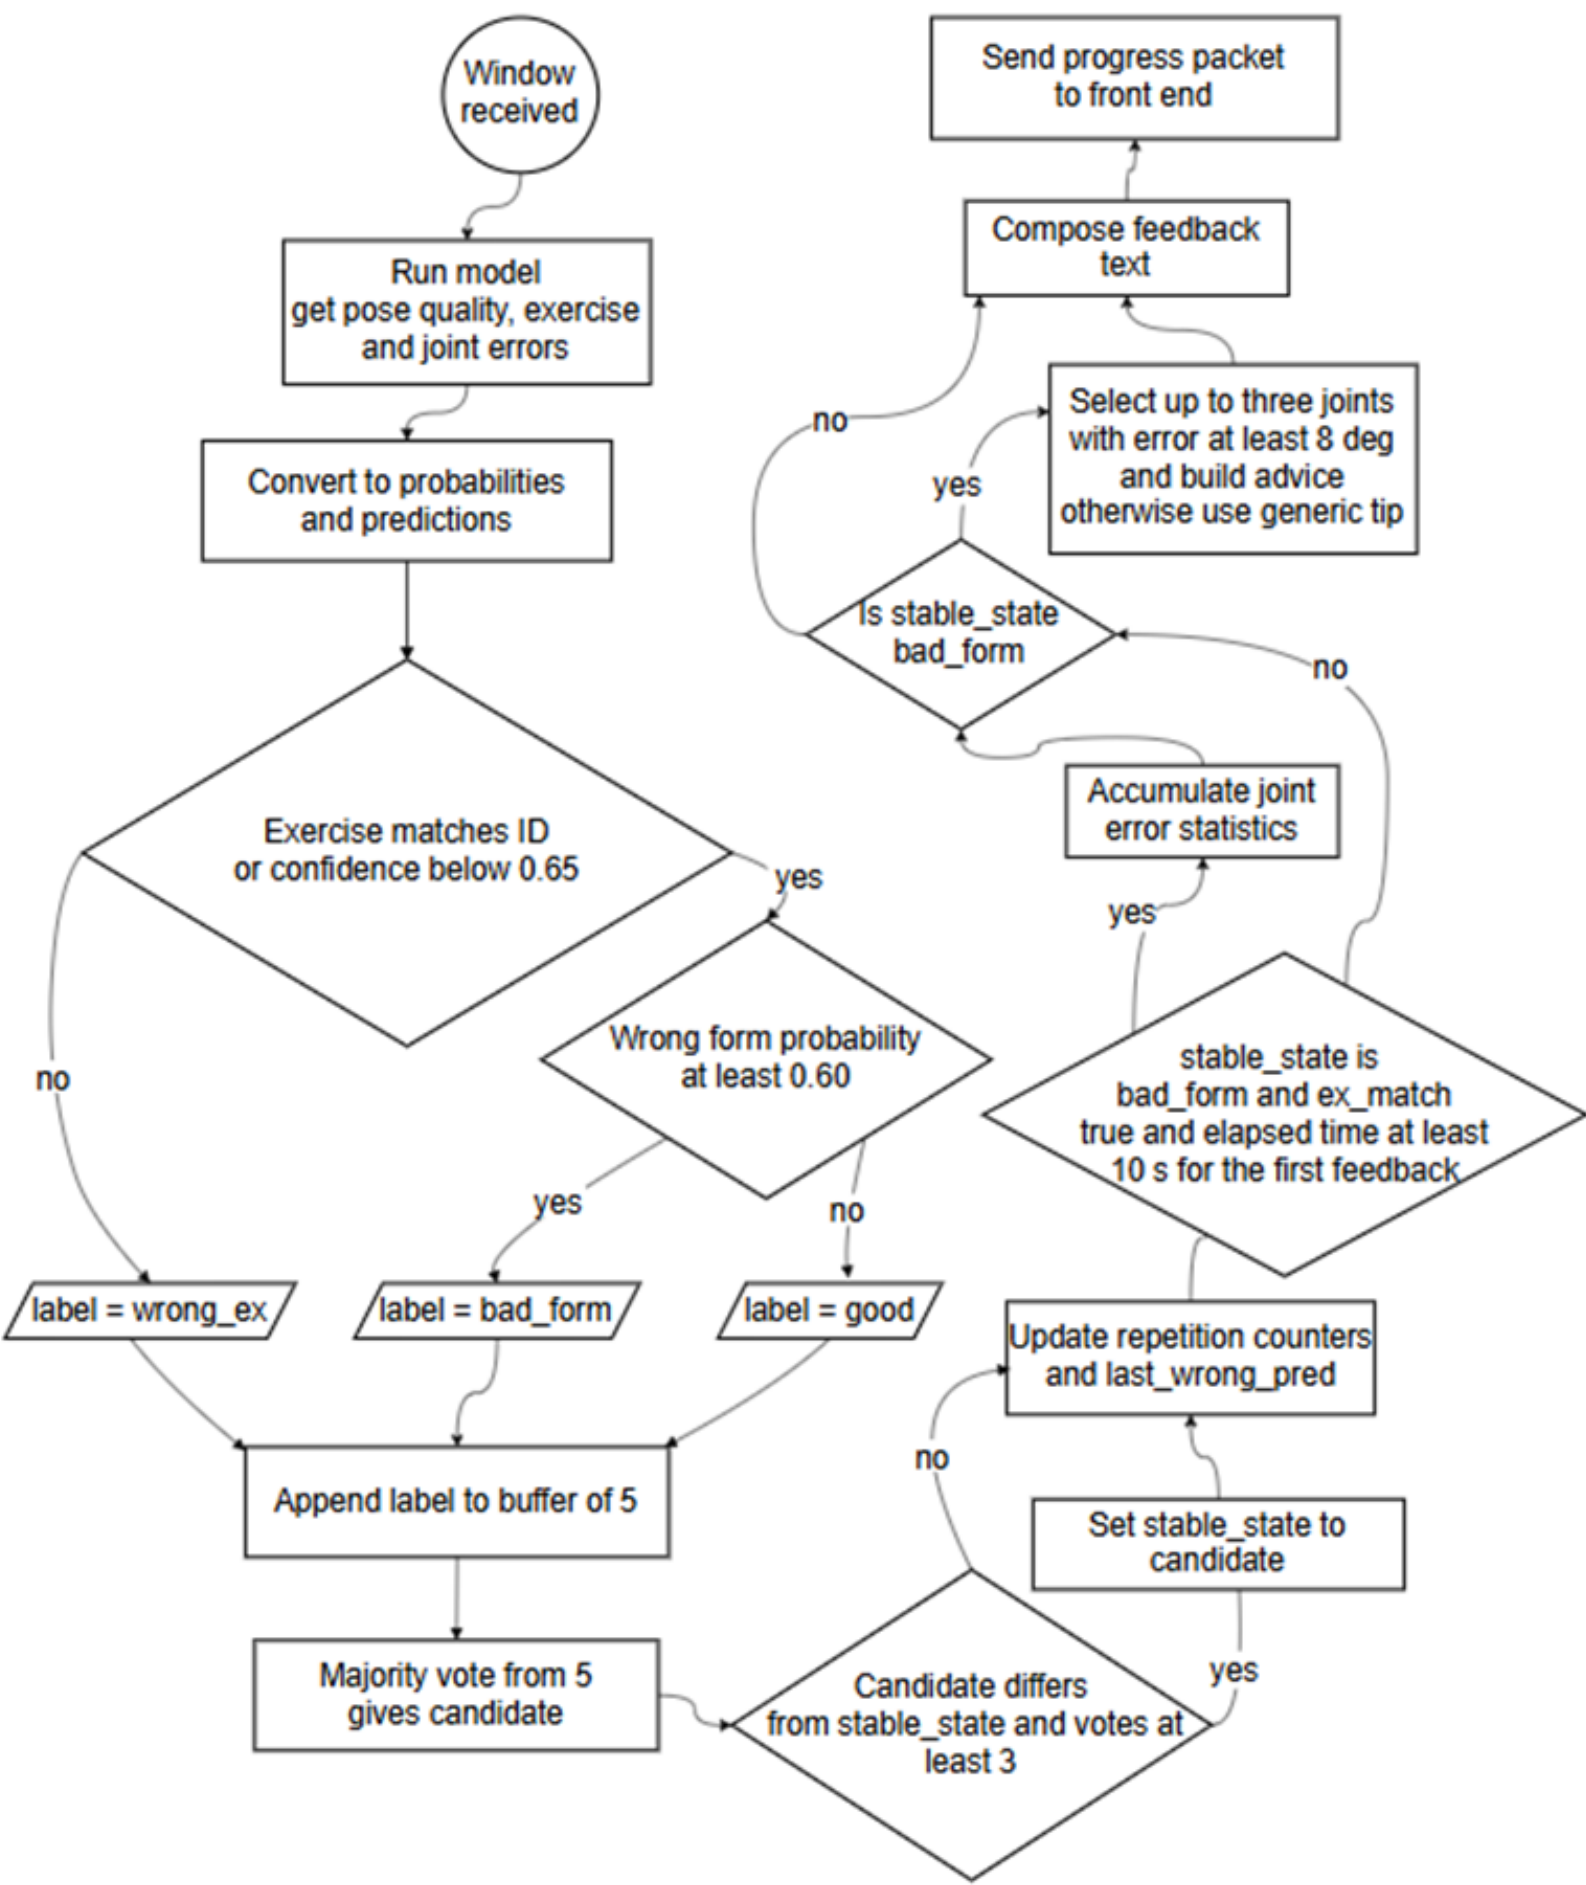 Window
received
Run model
get pose quality, exercise
and joint errors
Convert to probabilities
and predictions
Exercise matches ID
or confidence below 0.65
yes
no
Wrong form probability
at least 0.60
yes
no
label = wrong_ex
label = bad_form
label = good
Append label to buffer of 5
Majority vote from 5
gives candidate
Candidate differs
from stable_state and votes at
least 3
no
yes
Set stable_state to
candidate
Update repetition counters
and last_wrong_pred
stable_state is
bad_form and ex_match
true and elapsed time at least
10 s for the first feedback
yes
no
Accumulate joint
error statistics
Is stable_state
bad_form
yes
no
Select up to three joints
with error at least 8 deg
and build advice
otherwise use generic tip
Compose feedback
text
Send progress packet
to front end